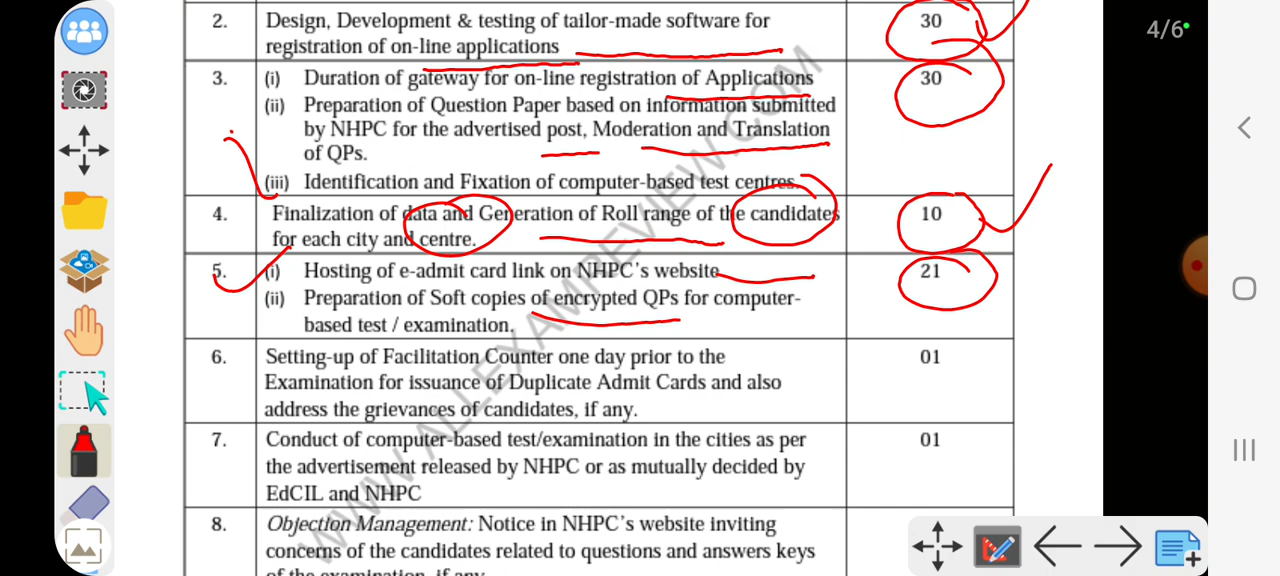 4/6
2. Design, Development & testing of tailor-made software for 30
registration of on-line applications
3. (i) Duration of gateway for on-line registration of Applications 30
(ii) Preparation of Question Paper based on information submitted
by NHPC for the advertised post, Moderation and Translation
of QPs.
(iii) Identification and Fixation of computer-based test centres.
4. Finalization of data and Generation of Roll range of the candidates 10
for each city and centre.
5. (i) Hosting of e-admit card link on NHPC's website 21
(ii) Preparation of Soft copies of encrypted QPs for computer-
based test / examination.
6. Setting-up of Facilitation Counter one day prior to the 01
Examination for issuance of Duplicate Admit Cards and also
address the grievances of candidates, if any.
7. Conduct of computer-based test/examination in the cities as per 01
the advertisement released by NHPC or as mutually decided by
EdCIL and NHPC
8. Objection Management: Notice in NHPC's website inviting
concerns of the candidates related to questions and answers keys
of the examination, if any
WWW.ALLEXAMREVIEW.COM